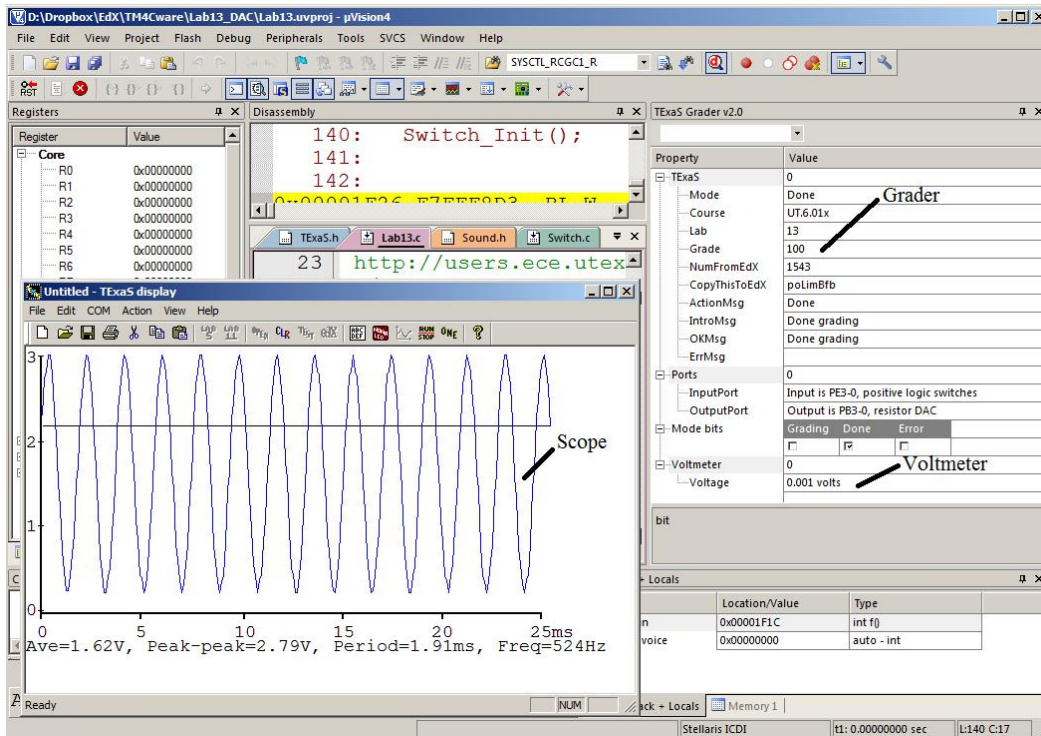 D:\Dropbox\EdX\TM4Cware\Lab13_DAC\Lab13.uvproj - µVision4
File Edit View Project Flash Debug Peripherals Tools SVCS Window Help
SYSCTL_RCGC1_R
RST
Registers
Disassembly
TExaS Grader v2.0
Register Value
Core
R0 0x00000000
R1 0x00000000
R2 0x00000000
R3 0x00000000
R4 0x00000000
R5 0x00000000
R6 0x00000000
140: Switch_Init();
141:
142:
TExaS.h Lab13.c Sound.h Switch.c
23 http://users.ece.utex
Property Value
TExaS 0
Mode Done
Course UT.6.01x
Lab 13
Grade 100
NumFromEdX 1543
CopyThisToEdX poLimBfb
ActionMsg Done
IntroMsg Done grading
OKMsg Done grading
ErrMsg
Ports 0
InputPort Input is PE3-0, positive logic switches
OutputPort Output is PB3-0, resistor DAC
Mode bits Grading Done Error
Voltmeter 0
Voltage 0.001 volts
Grader
Voltmeter
bit
Untitled - TExaS display
File Edit COM Action View Help
3
2
1
0
Scope
0 5 10 15 20 25ms
Ave=1.62V, Peak-peak=2.79V, Period=1.91ms, Freq=524Hz
Ready NUM
+ Locals
Location/Value Type
n 0x00001F1C int f()
voice 0x00000000 auto - int
ack + Locals Memory 1
Stellaris ICDI t1: 0.00000000 sec L:140 C:17